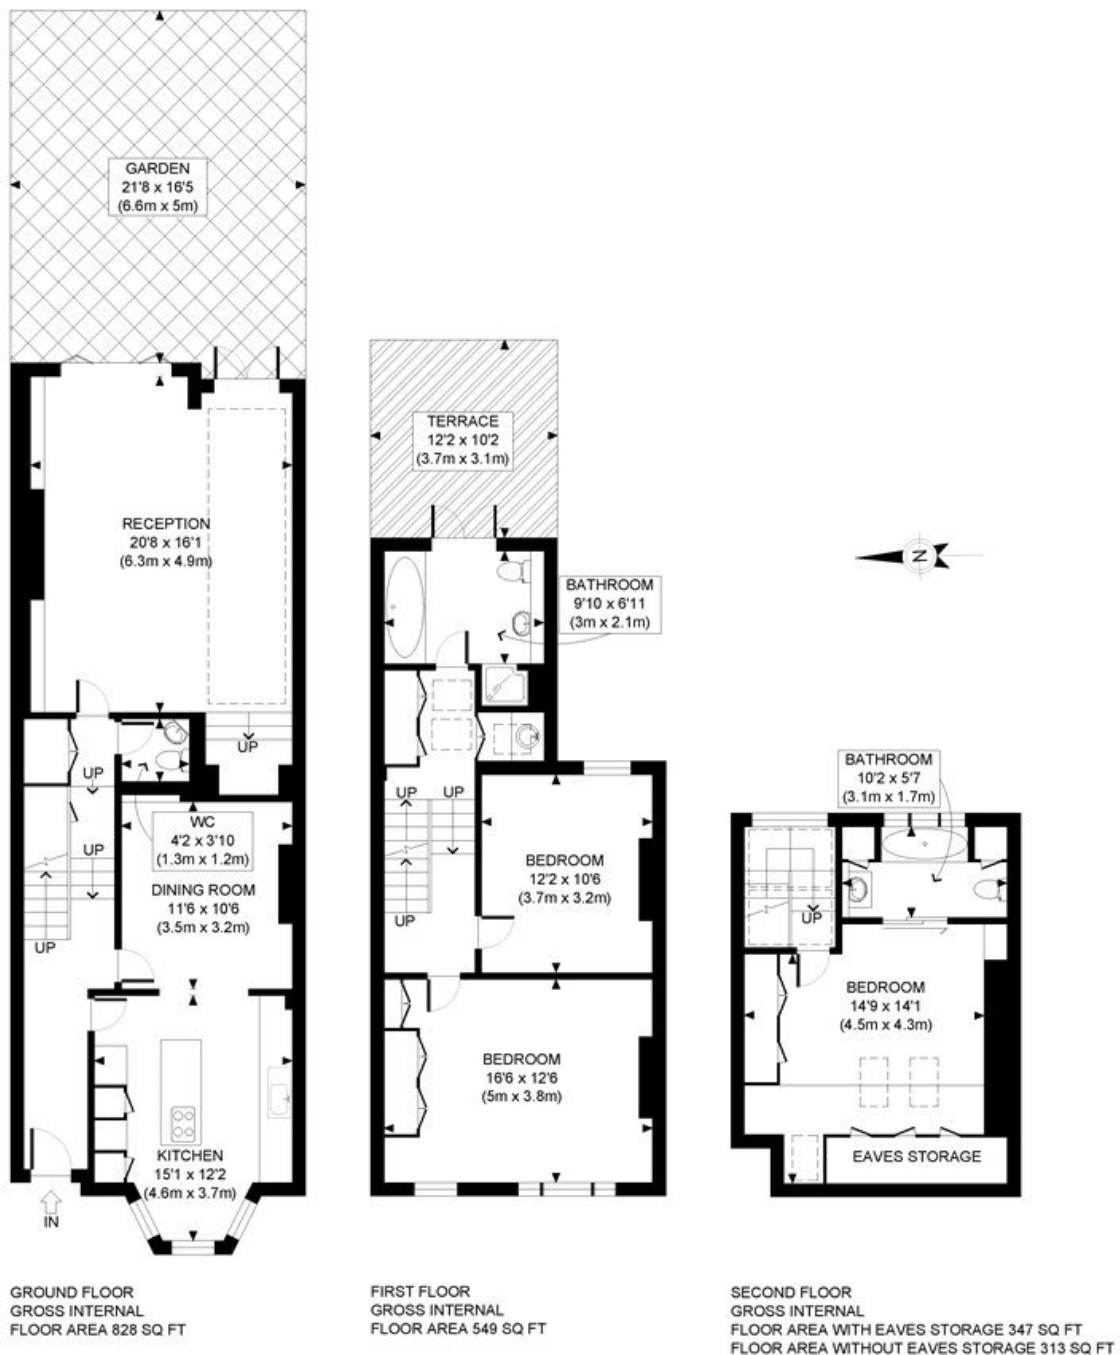 GARDEN
21'8 x 16'5
(6.6m x 5m)
RECEPTION
20'8 x 16'1
(6.3m x 4.9m)
UP
UP
WC
4'2 x 3'10
(1.3m x 1.2m)
UP
DINING ROOM
11'6 x 10'6
(3.5m x 3.2m)
UP
KITCHEN
15'1 x 12'2
(4.6m x 3.7m)
IN
GROUND FLOOR
GROSS INTERNAL
FLOOR AREA 828 SQ FT
TERRACE
12'2 x 10'2
(3.7m x 3.1m)
BATHROOM
9'10 x 6'11
(3m x 2.1m)
UP
UP
UP
BEDROOM
12'2 x 10'6
(3.7m x 3.2m)
BEDROOM
16'6 x 12'6
(5m x 3.8m)
FIRST FLOOR
GROSS INTERNAL
FLOOR AREA 549 SQ FT
N
BATHROOM
10'2 x 5'7
(3.1m x 1.7m)
UP
BEDROOM
14'9 x 14'1
(4.5m x 4.3m)
EAVES STORAGE
SECOND FLOOR
GROSS INTERNAL
FLOOR AREA WITH EAVES STORAGE 347 SQ FT
FLOOR AREA WITHOUT EAVES STORAGE 313 SQ FT